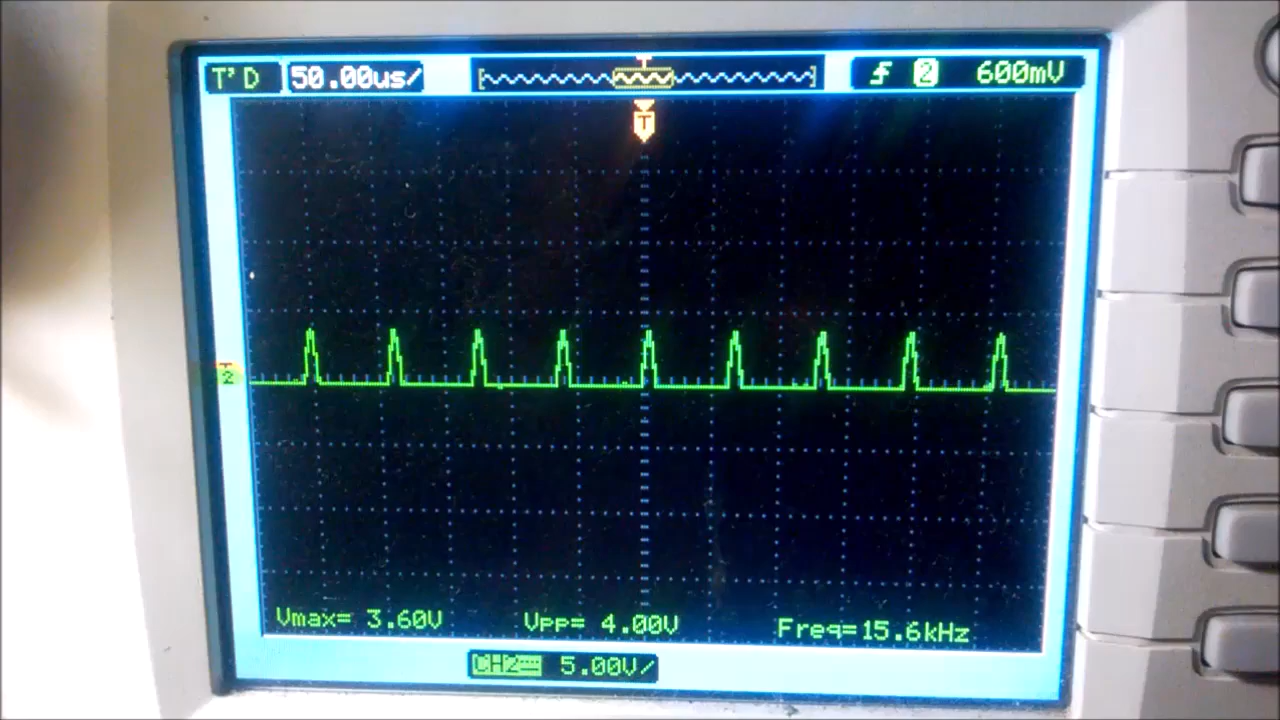 T'D 50.00us/ T 2 600mV
T
T
2
Vmax= 3.60V Vpp= 4.00V Freq=15.6kHz
CH2 5.00V/